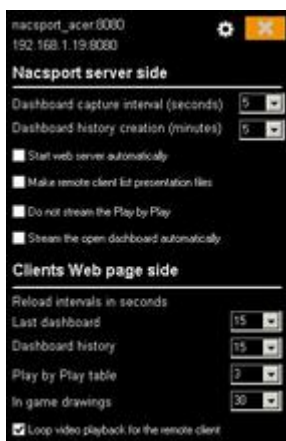 nacsport_acer:8080
192.168.1.19:8080
Nacsport server side
Dashboard capture interval (seconds) 5
Dashboard history creation (minutes) 5
Start web server automatically
Make remote client list presentation files
Do not stream the Play by Play
Stream the open dashboard automatically
Clients Web page side
Reload intervals in seconds
Last dashboard 15
Dashboard history 15
Play by Play table 3
In game drawings 30
Loop video playback for the remote client